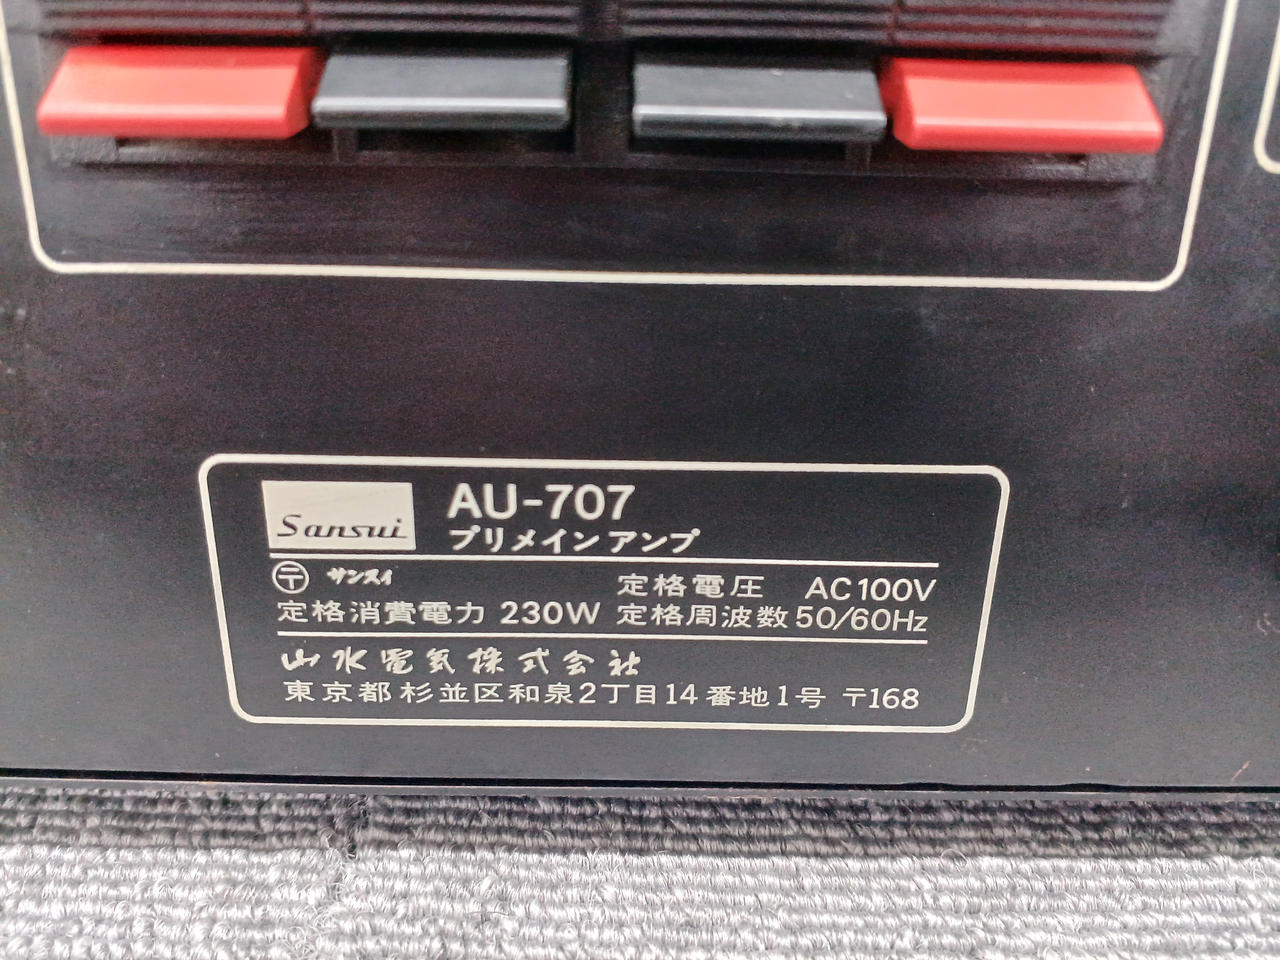 Sansui
AU-707
プリメインアンプ
〒 サンスイ 定格電圧 AC100V
定格消費電力 230W 定格周波数 50/60Hz
山水電気株式会社
東京都杉並区和泉2丁目14番地1号 〒168